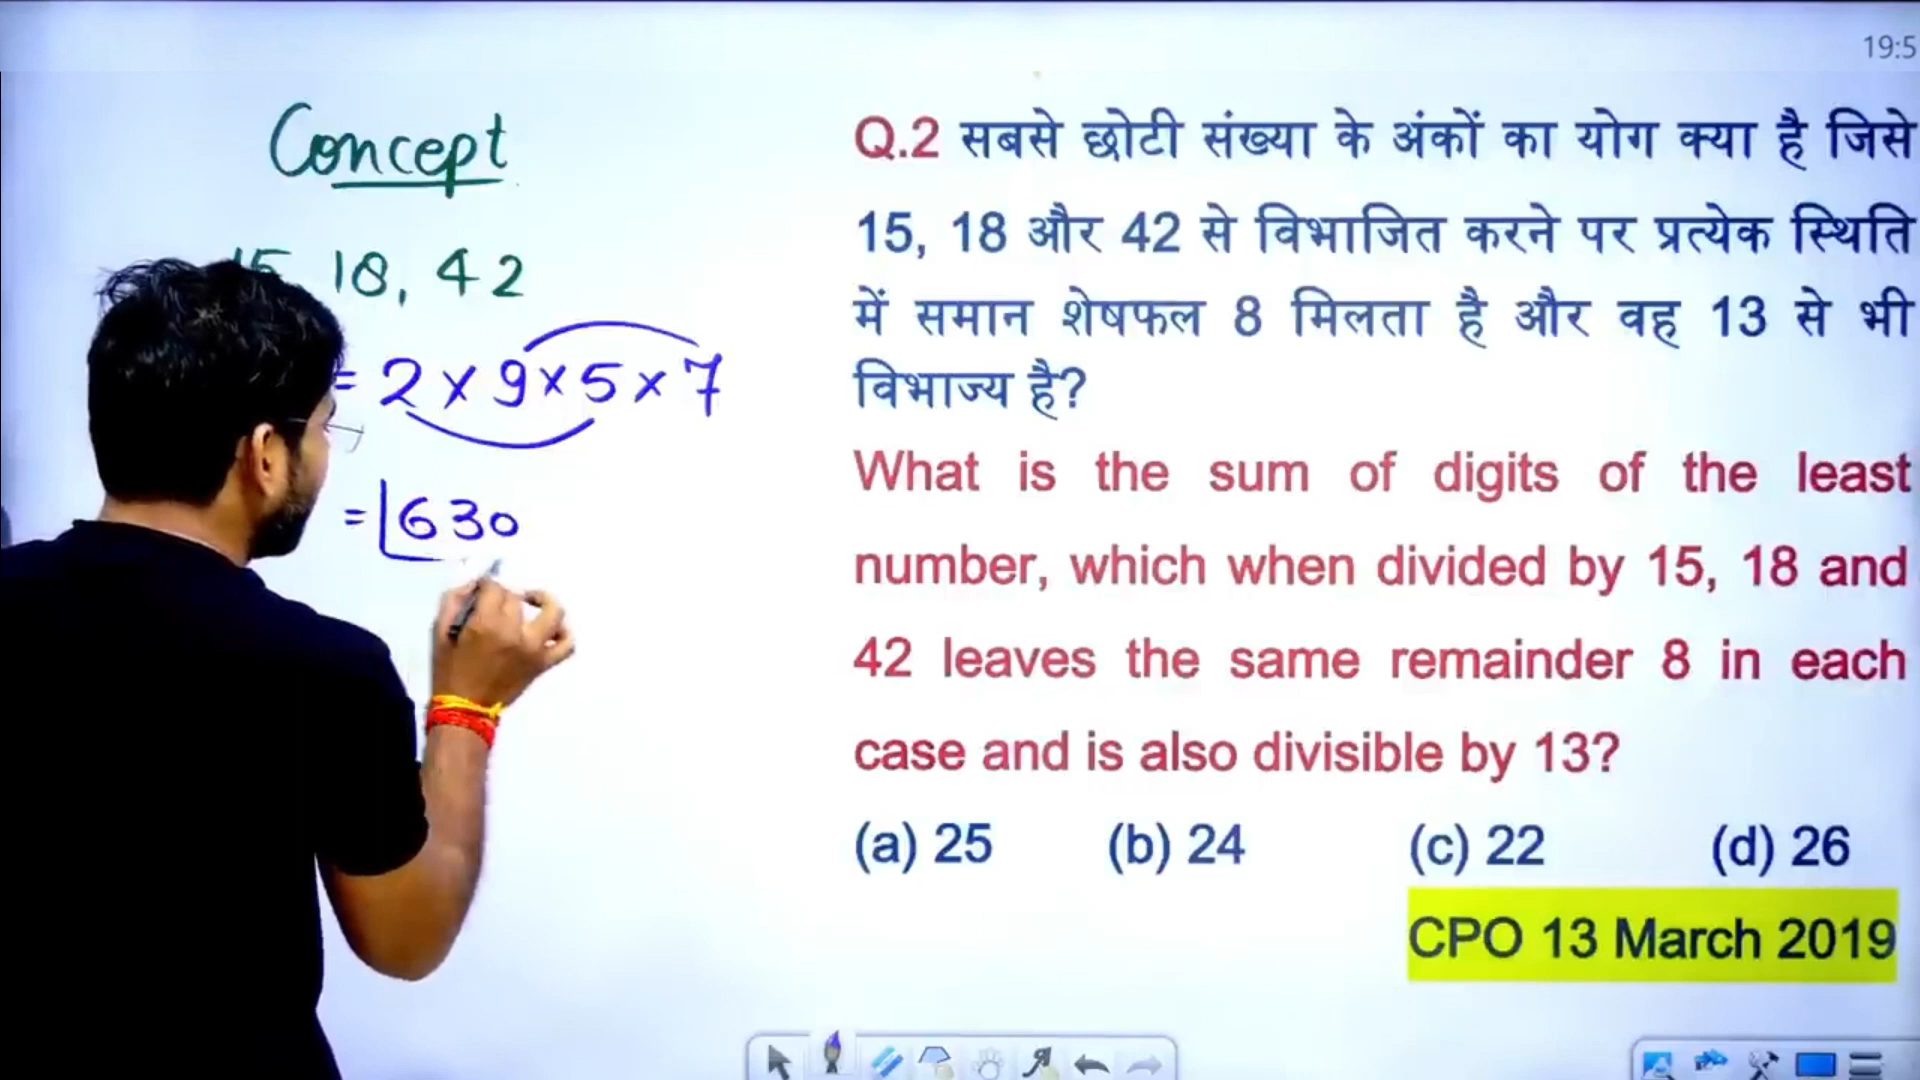 19:5
Concept
15, 18, 42
= 2 x 9 x 5 x 7
= 630
Q.2 सबसे छोटी संख्या के अंकों का योग क्या है जिसे
15, 18 और 42 से विभाजित करने पर प्रत्येक स्थिति
में समान शेषफल 8 मिलता है और वह 13 से भी
विभाज्य है?
What is the sum of digits of the least
number, which when divided by 15, 18 and
42 leaves the same remainder 8 in each
case and is also divisible by 13?
(a) 25 (b) 24 (c) 22 (d) 26
CPO 13 March 2019